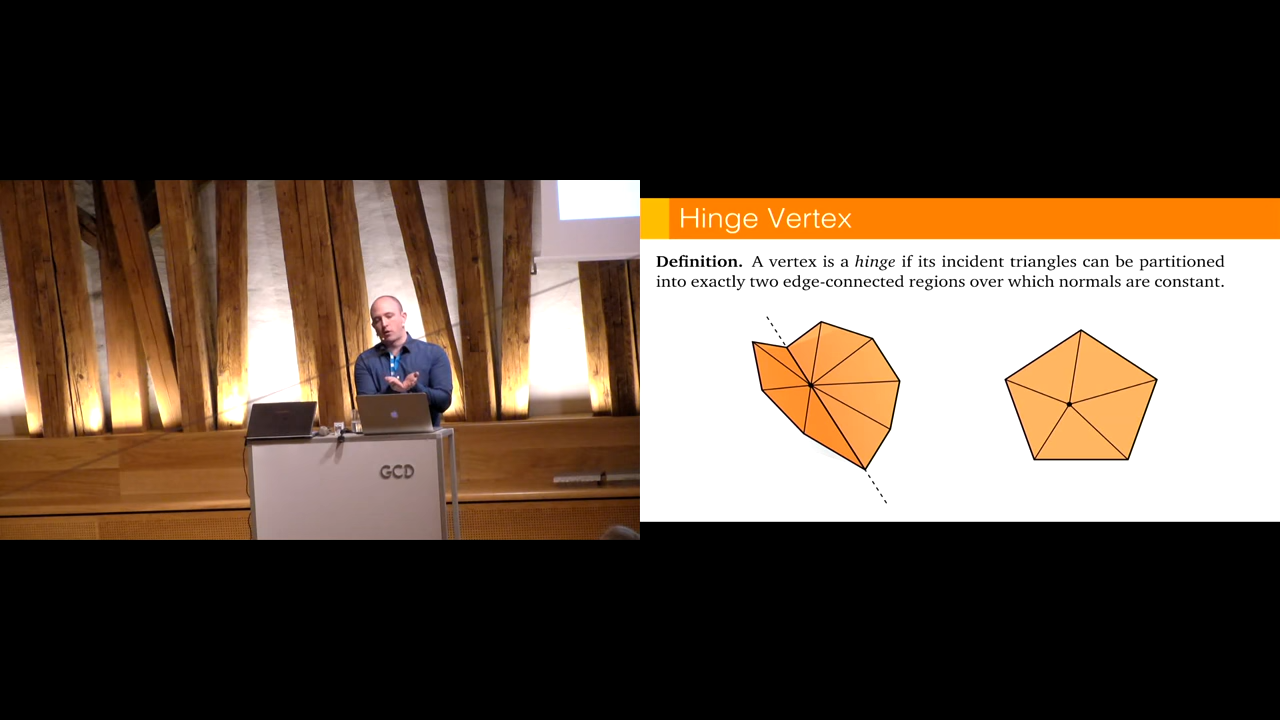 Hinge Vertex
Definition. A vertex is a hinge if its incident triangles can be partitioned
into exactly two edge-connected regions over which normals are constant.
GCD